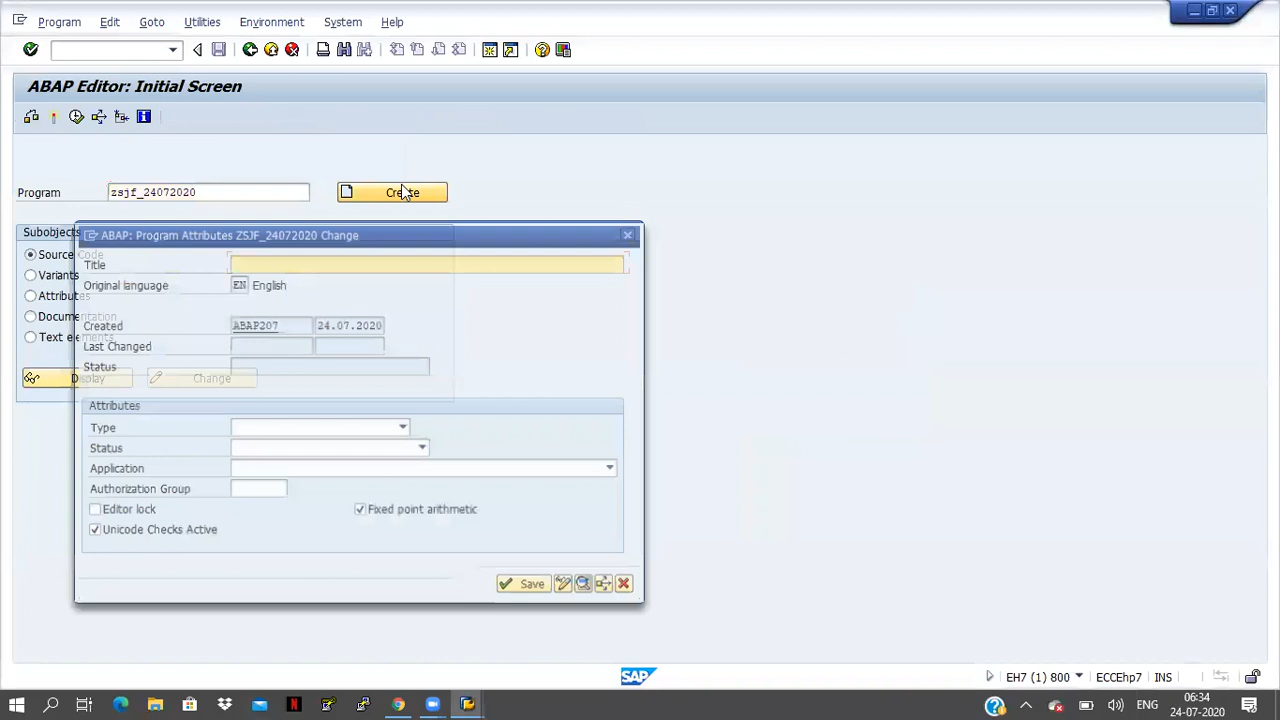 Program Edit Goto Utilities Environment System Help
ABAP Editor: Initial Screen
Program zsjf_24072020 Create
Subobjects
Source Code
Variants
Attributes
Documentation
Text elements
Display Change
ABAP: Program Attributes ZSJF_24072020 Change
Title
Original language EN English
Created ABAP207 24.07.2020
Last Changed
Status
Attributes
Type
Status
Application
Authorization Group
Editor lock Fixed point arithmetic
Unicode Checks Active
Save
SAP
EH7 (1) 800 ECCEhp7 INS
ENG 06:34
24-07-2020